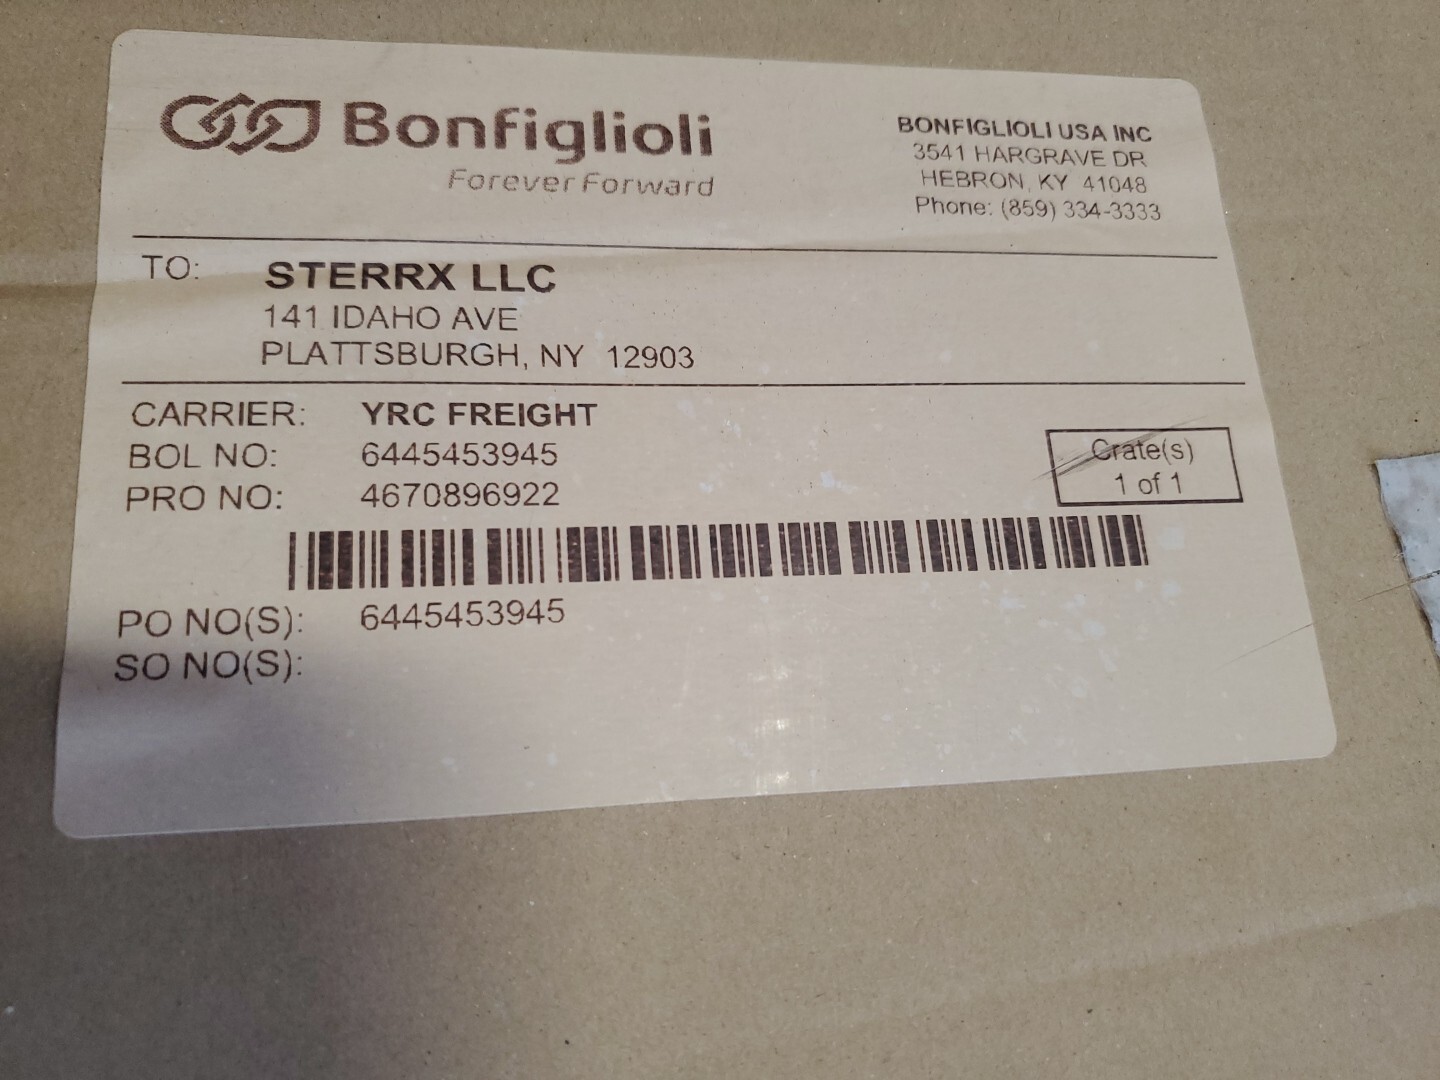 Bonfiglioli
Forever Forward
BONFIGLIOLI USA INC
3541 HARGRAVE DR
HEBRON, KY 41048
Phone: (859) 334-3333
TO: STERRX LLC
141 IDAHO AVE
PLATTSBURGH, NY 12903
CARRIER: YRC FREIGHT
BOL NO: 6445453945
PRO NO: 4670896922
Crate(s)
1 of 1
PO NO(S): 6445453945
SO NO(S):